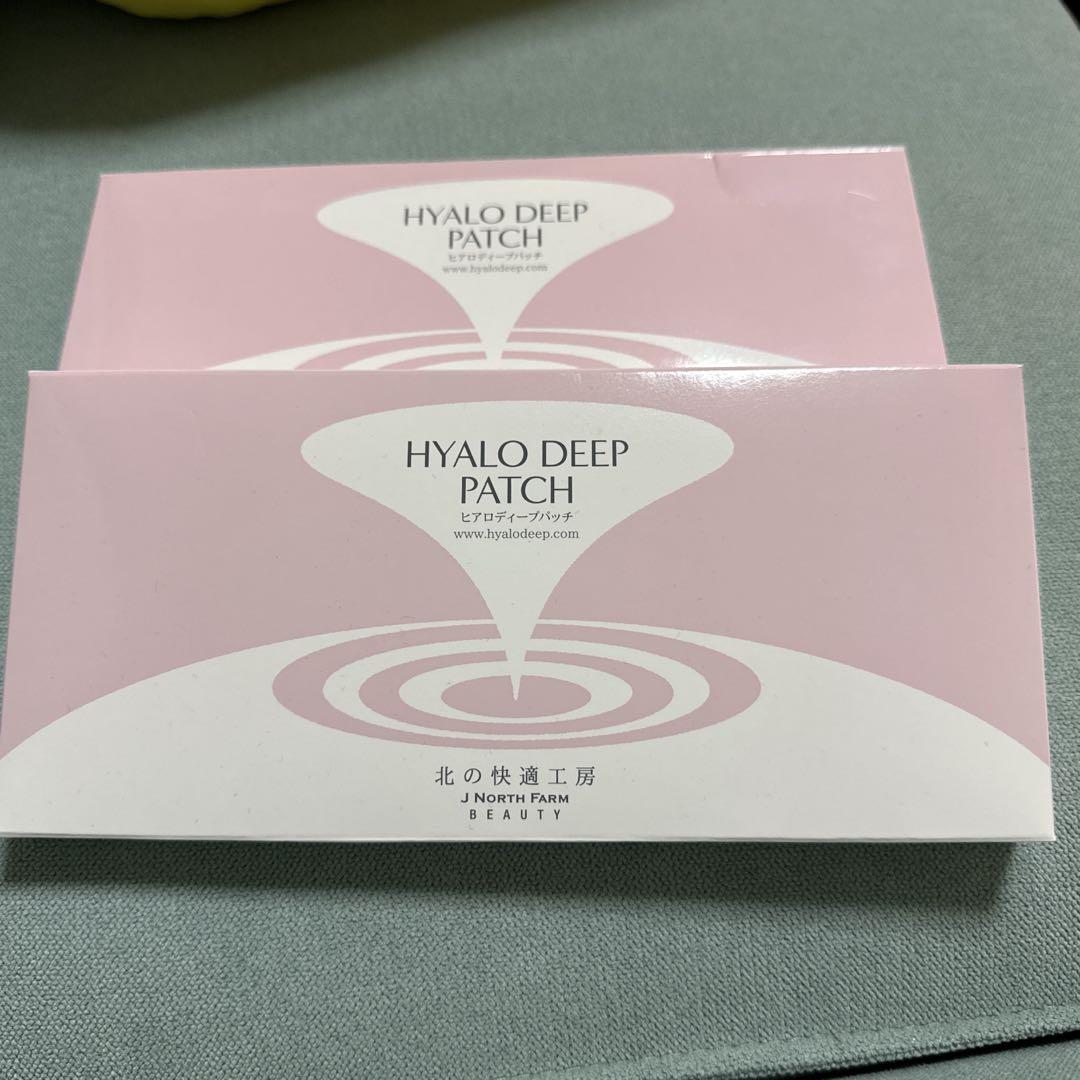 HYALO DEEP
PATCH
ヒアロディープパッチ
www.hyalodeep.com
HYALO DEEP
PATCH
ヒアロディープパッチ
www.hyalodeep.com
北の快適工房
J NORTH FARM
BEAUTY